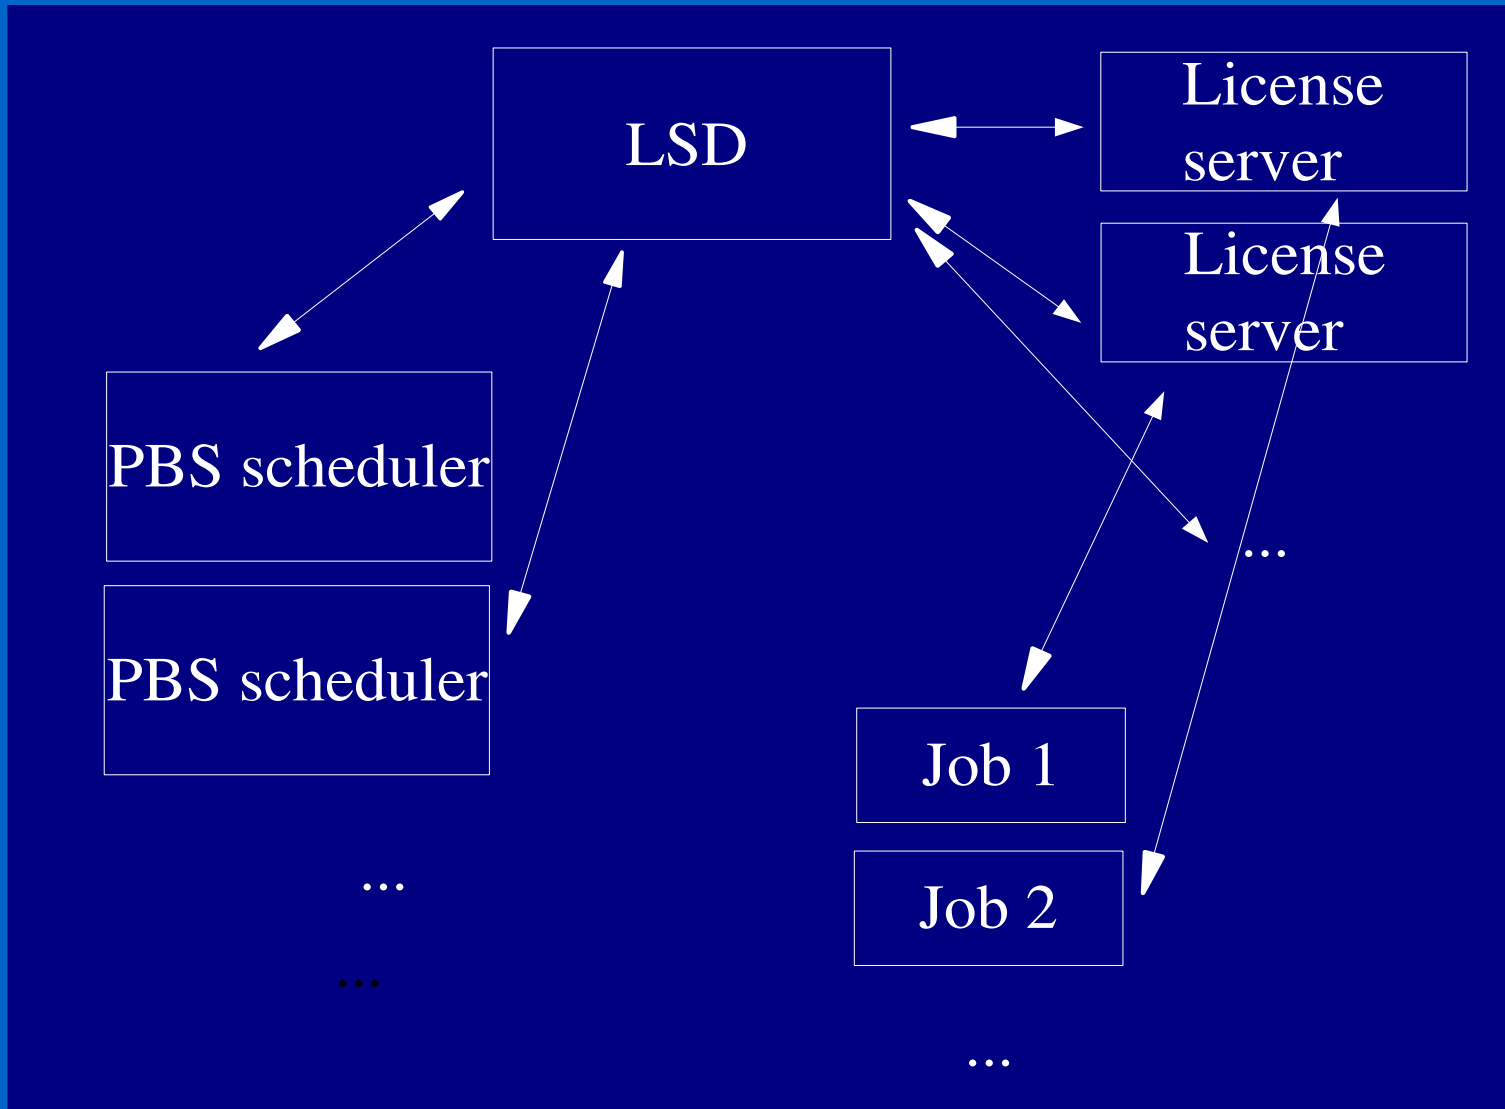 LSD
License
server
License
server
PBS scheduler
...
PBS scheduler
Job 1
...
Job 2
...
...